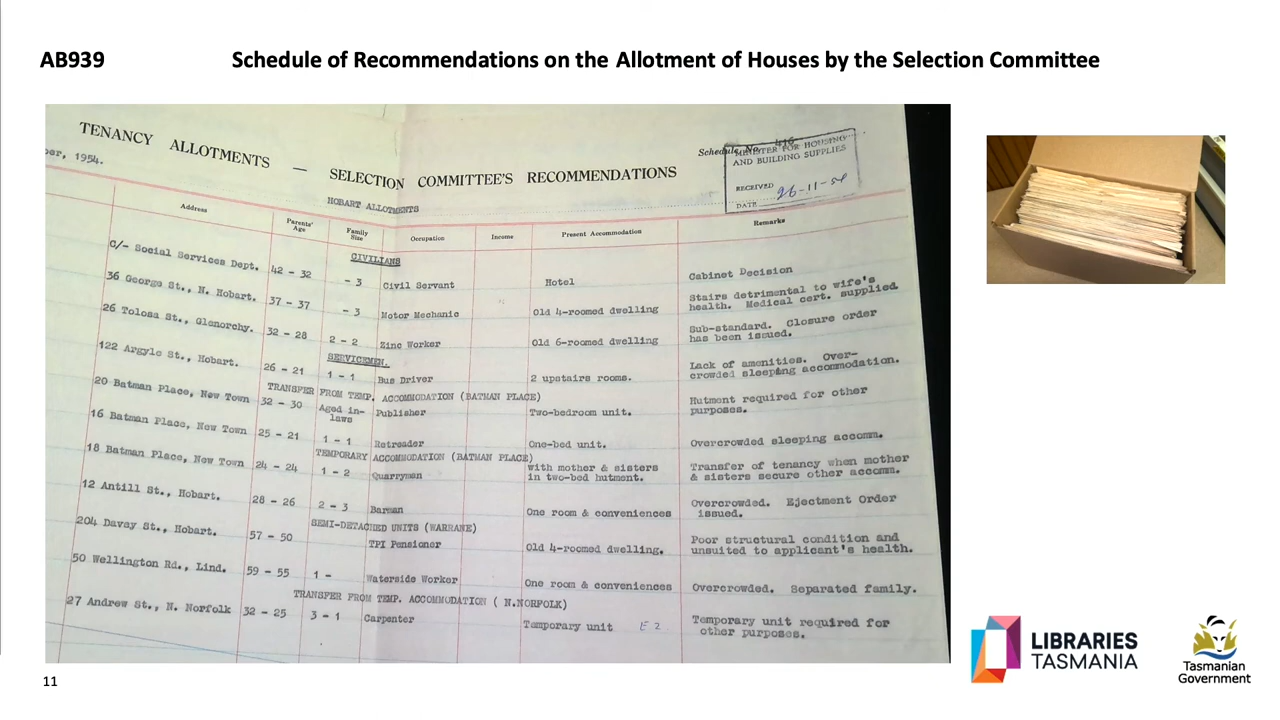 AB939 Schedule of Recommendations on the Allotment of Houses by the Selection Committee
TENANCY ALLOTMENTS — SELECTION COMMITTEE'S RECOMMENDATIONS
ber, 1954.
Schedule No.
MINISTER FOR HOUSING
AND BUILDING SUPPLIES
RECEIVED 26-11-54
DATE
HOBART ALLOTMENTS
Address Parents' Age Family Size Occupation Income Present Accommodation Remarks
CIVILIANS
c/- Social Services Dept. 42 - 32 - 3 Civil Servant Hotel Cabinet Decision
36 George St., N. Hobart. 37 - 37 - 3 Motor Mechanic Old 4-roomed dwelling Stairs detrimental to wife's
health. Medical cert. supplied.
26 Tolosa St., Glenorchy. 32 - 28 2 - 2 Zinc Worker Old 6-roomed dwelling Sub-standard. Closure order
has been issued.
SERVICEMEN.
122 Argyle St., Hobart. 26 - 21 1 - 1 Bus Driver 2 upstairs rooms. Lack of amenities. Over-
crowded sleeping accommodation.
TRANSFER FROM TEMP. ACCOMMODATION (BATMAN PLACE)
20 Batman Place, New Town 32 - 30 Aged in-laws Publisher Two-bedroom unit. Hutment required for other
purposes.
16 Batman Place, New Town 25 - 21 1 - 1 Retreader One-bed unit. Overcrowded sleeping accomm.
TEMPORARY ACCOMMODATION (BATMAN PLACE)
18 Batman Place, New Town 24 - 24 1 - 2 Quarryman with mother & sisters
in two-bed hutment. Transfer of tenancy when mother
& sisters secure other accomm.
12 Antill St., Hobart. 28 - 26 2 - 3 Barman One room & conveniences Overcrowded. Ejectment Order
issued.
SEMI-DETACHED UNITS (WARRANE)
204 Davey St., Hobart. 57 - 50 TPI Pensioner Old 4-roomed dwelling. Poor structural condition and
unsuited to applicant's health.
50 Wellington Rd., Lind. 59 - 55 1 - Waterside Worker One room & conveniences Overcrowded. Separated family.
TRANSFER FROM TEMP. ACCOMMODATION ( N.NORFOLK)
27 Andrew St., N. Norfolk 32 - 25 3 - 1 Carpenter Temporary unit E 2 Temporary unit required for
other purposes.
LIBRARIES
TASMANIA
Tasmanian
Government
11